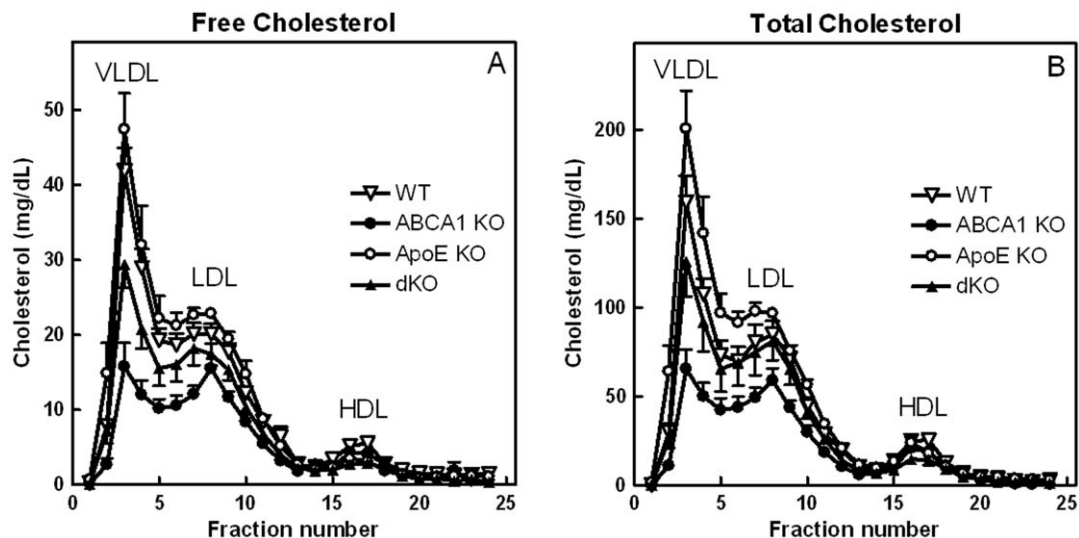 Free Cholesterol
A
VLDL
LDL
HDL
WT
ABCA1 KO
ApoE KO
dKO
Cholesterol (mg/dL)
50
40
30
20
10
0
0 5 10 15 20 25
Fraction number
Total Cholesterol
B
VLDL
LDL
HDL
WT
ABCA1 KO
ApoE KO
dKO
Cholesterol (mg/dL)
200
150
100
50
0
0 5 10 15 20 25
Fraction number